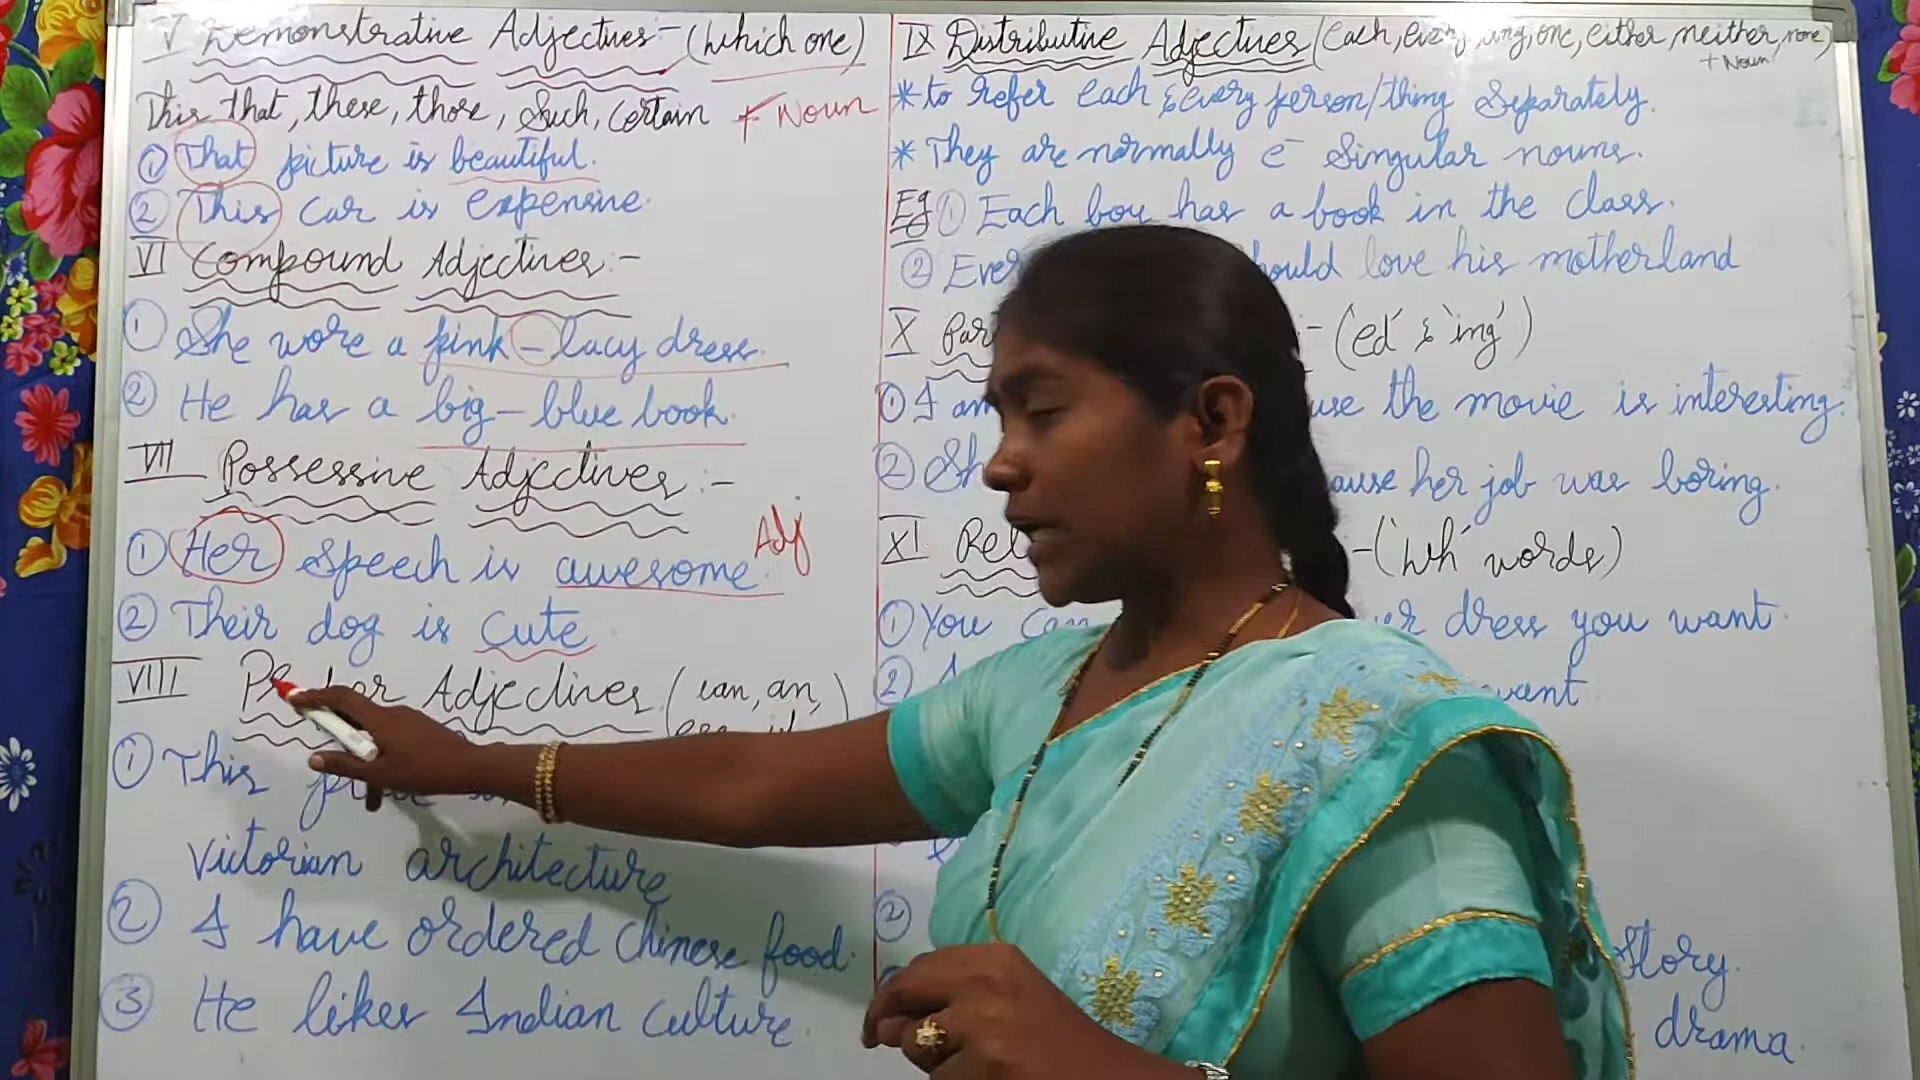 V Demonstrative Adjectives:- (which one)
This, that, these, those, such, certain + Noun
① That picture is beautiful.
② This car is expensive.
VI Compound Adjectives:-
① She wore a pink-lacy dress.
② He has a big-blue book.
VII Possessive Adjectives:-
① Her speech is awesome. Adj
② Their dog is cute
VIII Adjectives (ean, an,
① This
victorian architecture
② I have ordered Chinese food.
③ He likes Indian culture.
IX Distributive Adjectives (each, every, any, one, either, neither, none)
+ Noun
* to refer each & every person/thing separately.
* They are normally c̄ singular nouns.
Eg ① Each boy has a book in the class.
② should love his motherland
X - ('ed' & 'ing')
① I am the movie is interesting.
② her job was boring.
XI - ('wh' words)
① You can dress you want.
② want
②
story.
drama.